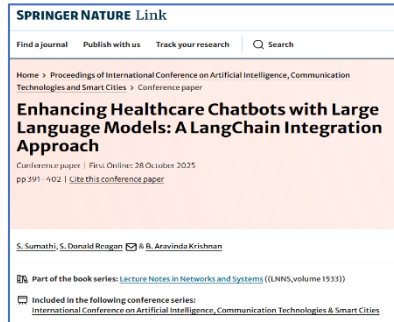 SPRINGER NATURE Link
Find a journal Publish with us Track your research Search
Home > Proceedings of International Conference on Artificial Intelligence, Communication
Technologies and Smart Cities > Conference paper
Enhancing Healthcare Chatbots with Large
Language Models: A LangChain Integration
Approach
Conference paper | First Online: 28 October 2025
pp 391–402 | Cite this conference paper
S. Sumathi, S. Donald Reagan & B. Aravinda Krishnan
Part of the book series: Lecture Notes in Networks and Systems ((LNNS,volume 1533))
Included in the following conference series:
International Conference on Artificial Intelligence, Communication Technologies & Smart Cities